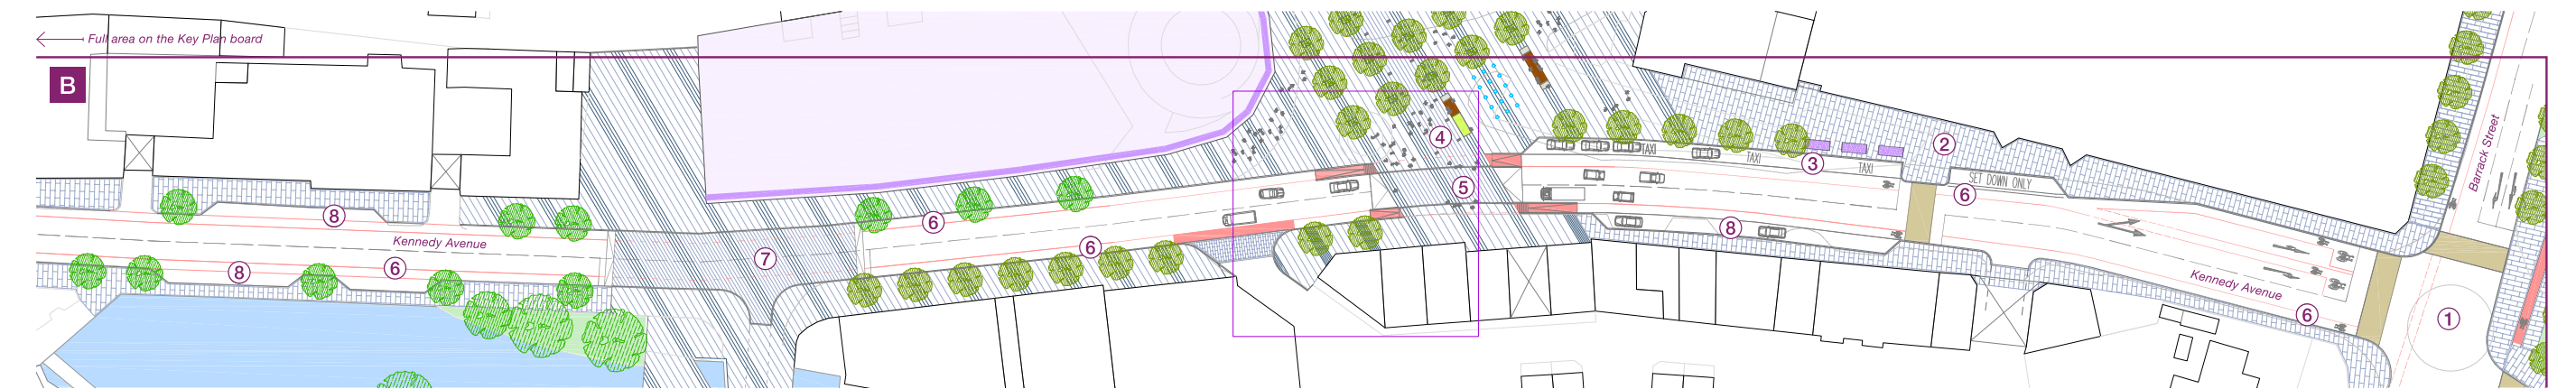 Full area on the Key Plan board
B
4
2
TAXI
TAXI
TAXI
3
Barrack Street
5
SET DOWN ONLY
6
8
6
8
Kennedy Avenue
6
7
8
6
Kennedy Avenue
6
1